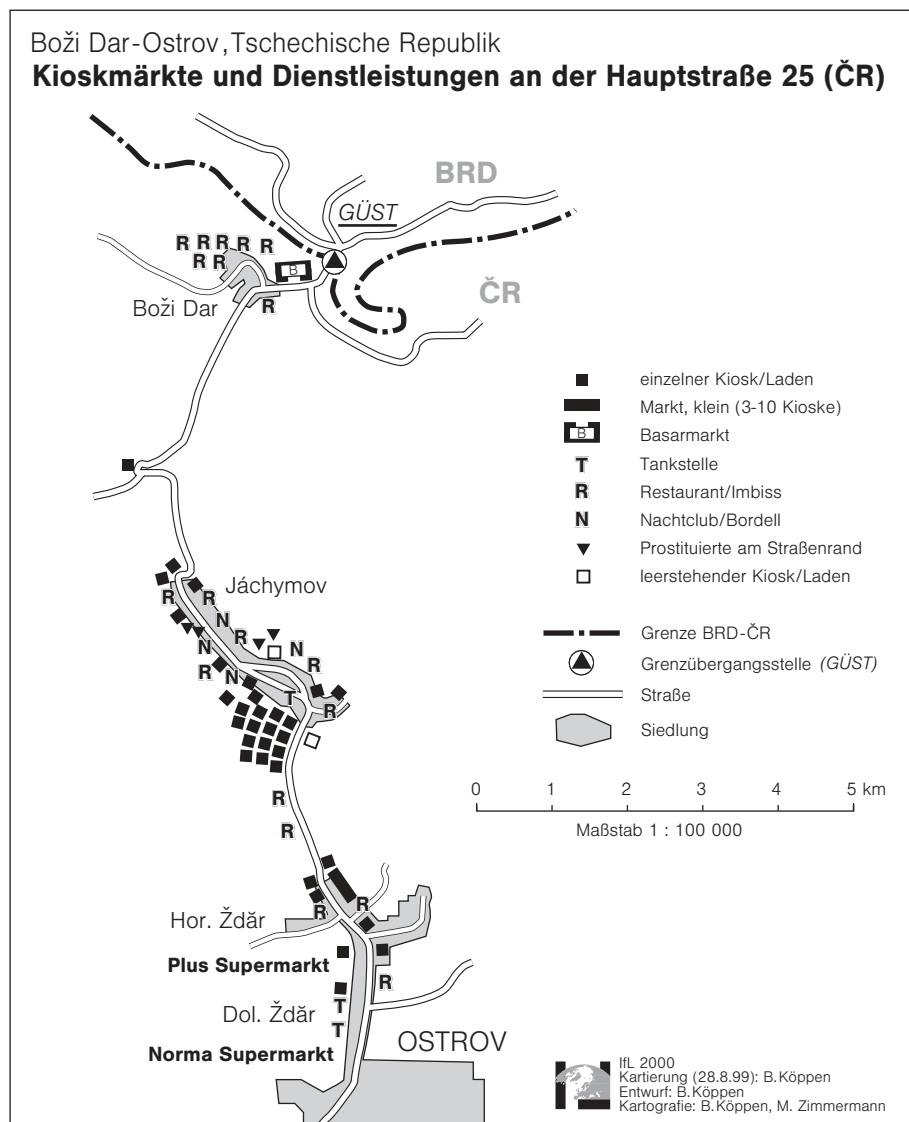 Boži Dar-Ostrov, Tschechische Republik
Kioskmärkte und Dienstleistungen an der Hauptstraße 25 (ČR)
BRD
GÜST
R R R R R
R R
B
ČR
Boži Dar
R
einzelner Kiosk/Laden
Markt, klein (3-10 Kioske)
B Basarmarkt
T Tankstelle
R Restaurant/Imbiss
N Nachtclub/Bordell
Prostituierte am Straßenrand
leerstehender Kiosk/Laden
Jáchymov
R R
N
R
N N
R R
N
T
R
Grenze BRD-ČR
Grenzübergangsstelle (GÜST)
Straße
Siedlung
0 1 2 3 4 5 km
Maßstab 1 : 100 000
R
R
R
R
Hor. Ždăr
Plus Supermarkt
R
T
Dol. Ždăr
T
Norma Supermarkt
OSTROV
IfL 2000
Kartierung (28.8.99): B.Köppen
Entwurf: B.Köppen
Kartografie: B.Köppen, M. Zimmermann